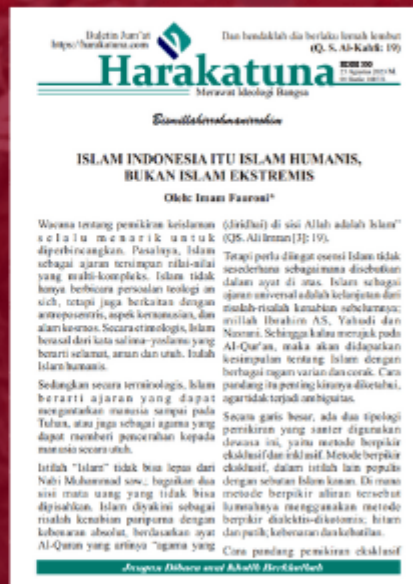 Buletin Jum'at
https://harakatuna.com
Dan hendaklah dia berlaku lemah lembut
(Q. S. Al-Kahfi: 19)
Harakatuna
Merawat Ideologi Bangsa
Bismillahirrohmanirrohim
ISLAM INDONESIA ITU ISLAM HUMANIS,
BUKAN ISLAM EKSTREMIS
Oleh: Imam Fauroni*
Wacana tentang pemikiran keislaman
selalu menarik untuk
diperbincangkan. Pasalnya, Islam
sebagai ajaran tersimpan nilai-nilai
yang multi-kompleks. Islam tidak
hanya berbicara persoalan teologi an
sich, tetapi juga berkaitan dengan
antroposentris, aspek kemanusian, dan
alam kosmos. Secara etimologis, Islam
berasal dari kata salima-yaslamu yang
berarti selamat, aman dan utuh. Itulah
Islam humanis.
Sedangkan secara terminologis, Islam
berarti ajaran yang dapat
mengantarkan manusia sampai pada
Tuhan, atau juga sebagai agama yang
dapat memberi pencerahan kepada
manusia secara utuh.
Istilah "Islam" tidak bisa lepas dari
Nabi Muhammad saw.; bagaikan dua
sisi mata uang yang tidak bisa
dipisahkan. Islam diyakini sebagai
risalah kenabian paripurna dengan
kebenaran absolut, berdasarkan ayat
Al-Quran yang artinya "agama yang
(diridhai) di sisi Allah adalah Islam"
(QS. Ali Imran [3]: 19).
Tetapi perlu diingat esensi Islam tidak
sesederhana sebagaimana disebutkan
dalam ayat di atas. Islam sebagai
ajaran universal adalah kelanjutan dari
risalah-risalah kenabian sebelumnya;
millah Ibrahim AS, Yahudi dan
Nasrani. Sehingga kalau merujuk pada
Al-Qur'an, maka akan didapatkan
kesimpulan tentang Islam dengan
berbagai ragam varian dan corak. Cara
pandang itu penting kiranya diketahui,
agar tidak terjadi ambiguitas.
Secara garis besar, ada dua tipologi
pemikiran yang santer digunakan
dewasa ini, yaitu metode berpikir
eksklusif dan inklusif. Metode berpikir
eksklusif, dalam istilah lain populis
dengan sebutan Islam kanan. Di mana
metode berpikir aliran tersebut
lumrahnya menggunakan metode
berpikir dialektis-dikotomis; hitam
dan putih; kebenaran dan kebatilan.
Cara pandang pemikiran eksklusif
Jangan Dibaca saat Khotib Berkhutbah